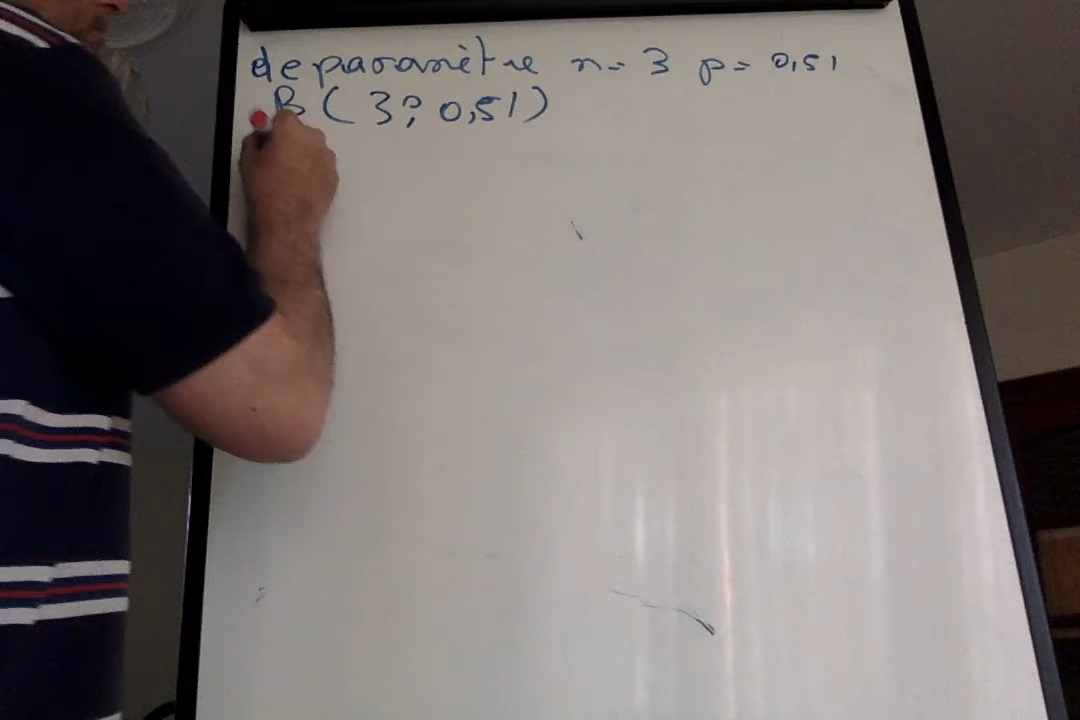 de paramètre n = 3 p = 0,51
B ( 3 ; 0,51)